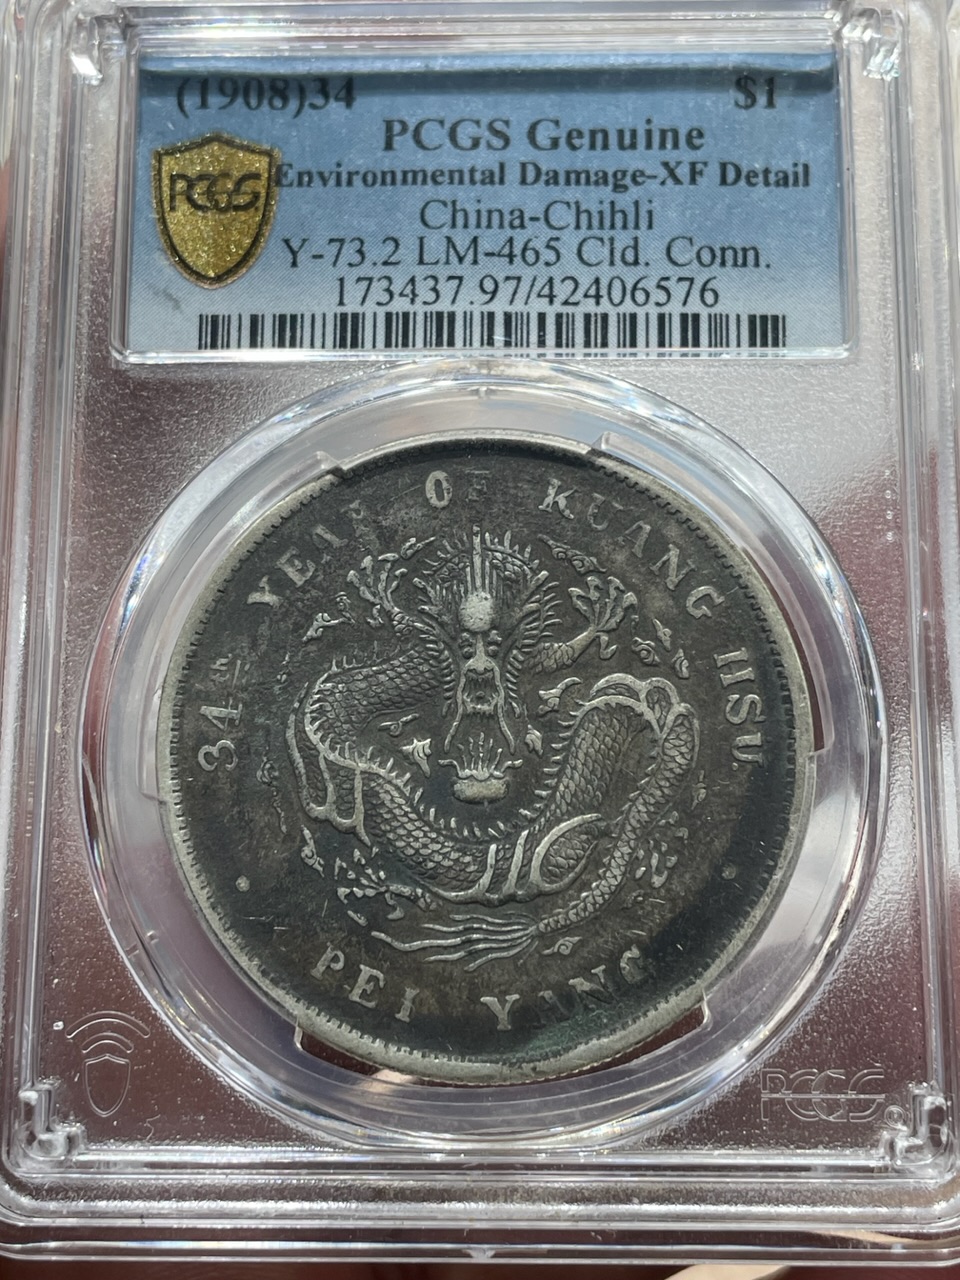 (1908)34 $1
PCGS Genuine
PCGS
Environmental Damage-XF Detail
China-Chihli
Y-73.2 LM-465 Cld. Conn.
173437.97/42406576
34th YEAR OF KUANG HSU
PEI YANG
PCGS